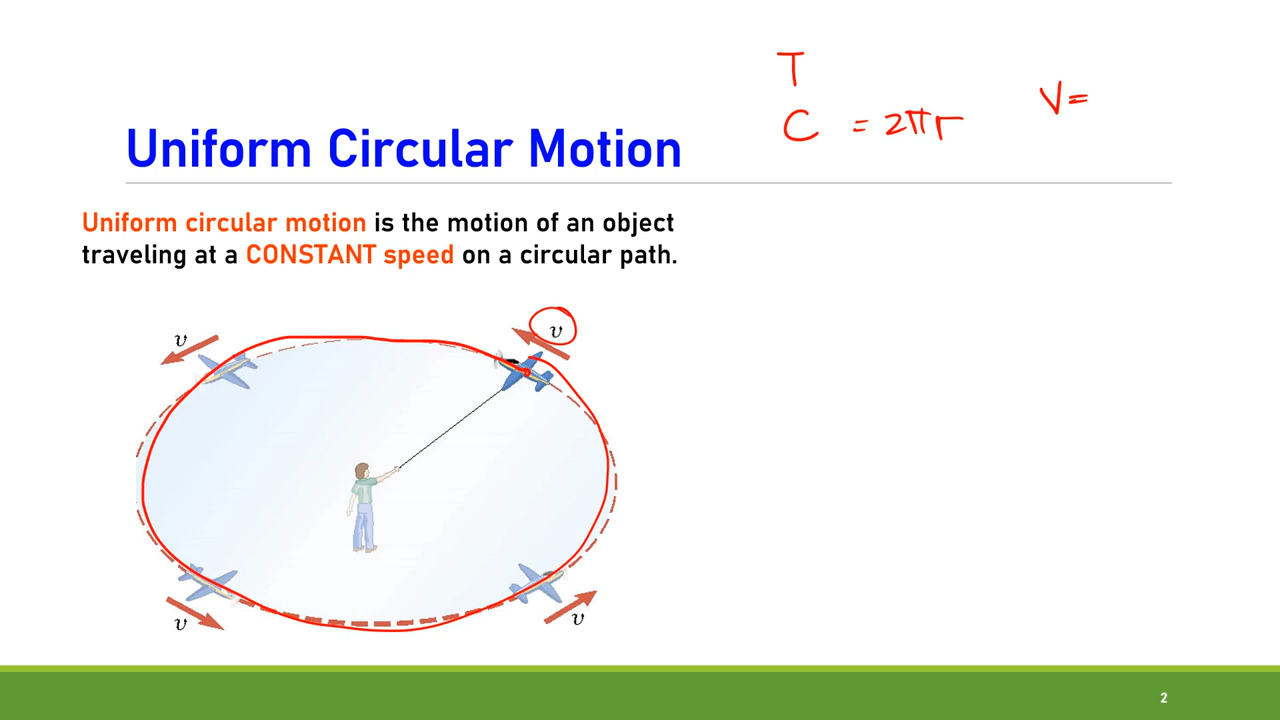 T
C = 2πr
V=
Uniform Circular Motion
Uniform circular motion is the motion of an object
traveling at a CONSTANT speed on a circular path.
v
v
v
v
2